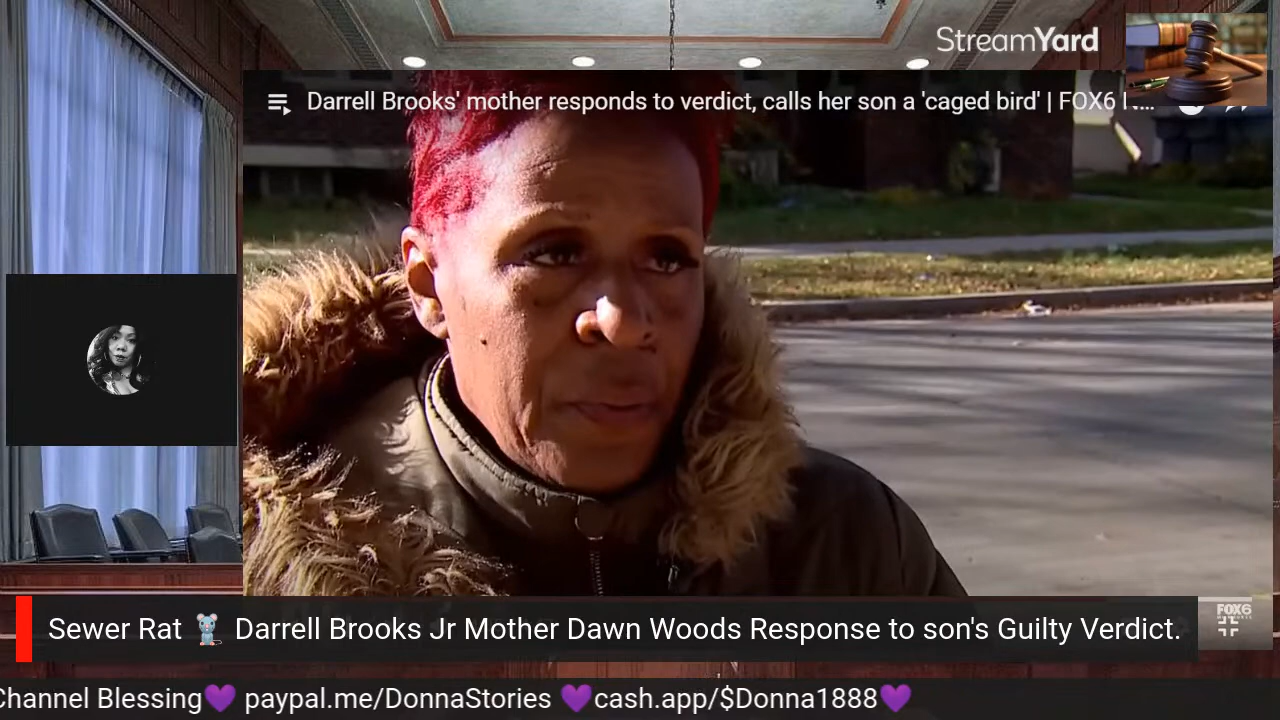 StreamYard
Darrell Brooks' mother responds to verdict, calls her son a 'caged bird' | FOX6
FOX6
Sewer Rat 🐁 Darrell Brooks Jr Mother Dawn Woods Response to son's Guilty Verdict.
Channel Blessing💜 paypal.me/DonnaStories 💜cash.app/$Donna1888💜